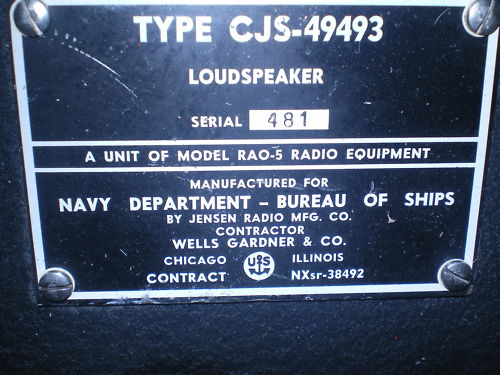 TYPE CJS-49493
LOUDSPEAKER
SERIAL 481
A UNIT OF MODEL RAO-5 RADIO EQUIPMENT
MANUFACTURED FOR
NAVY DEPARTMENT - BUREAU OF SHIPS
BY JENSEN RADIO MFG. CO.
CONTRACTOR
WELLS GARDNER & CO.
CHICAGO ILLINOIS
CONTRACT NXsr-38492